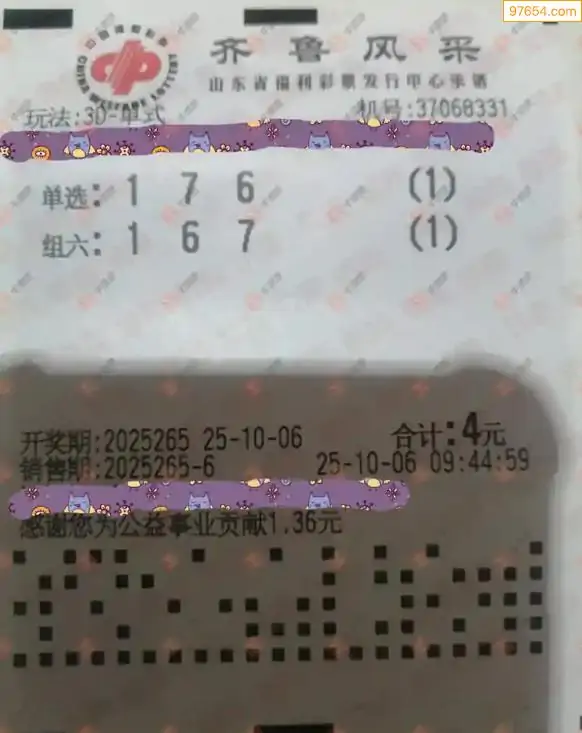 97654.com
齐鲁风采
CHINA WELFARE LOTTERY
山东省福利彩票发行中心承销
玩法:3D-单式 机号:37068331
单选: 1 7 6 (1)
组六: 1 6 7 (1)
开奖期:2025265 25-10-06 合计:4元
销售期:2025265-6 25-10-06 09:44:59
感谢您为公益事业贡献1.36元